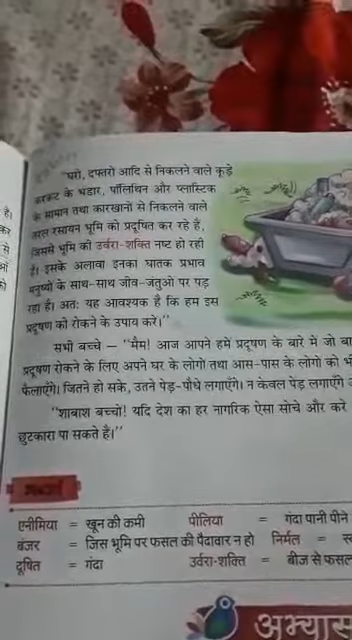 "घरों, दफ्तरों आदि से निकलने वाले कूड़े
करकट के भंडार, पॉलिथिन और प्लास्टिक
के सामान तथा कारखानों से निकलने वाले
तरल रसायन भूमि को प्रदूषित कर रहे हैं,
जिससे भूमि की उर्वरा-शक्ति नष्ट हो रही
है। इसके अलावा इनका घातक प्रभाव
मनुष्यों के साथ-साथ जीव-जंतुओं पर पड़
रहा है। अतः यह आवश्यक है कि हम इस
प्रदूषण को रोकने के उपाय करें।"
सभी बच्चे – "मैम! आज आपने हमें प्रदूषण के बारे में जो
प्रदूषण रोकने के लिए अपने घर के लोगों तथा आस-पास के लोगों को
फैलाएँगे। जितने हो सके, उतने पेड़-पौधे लगाएँगे। न केवल पेड़ लगाएँगे
"शाबाश बच्चों! यदि देश का हर नागरिक ऐसा सोचे और करे
छुटकारा पा सकते हैं।"
शब्दार्थ
एनीमिया = खून की कमी पीलिया = गंदा पानी पीने
बंजर = जिस भूमि पर फसल की पैदावार न हो निर्मल =
दूषित = गंदा उर्वरा-शक्ति = बीज से फसल
अभ्यास